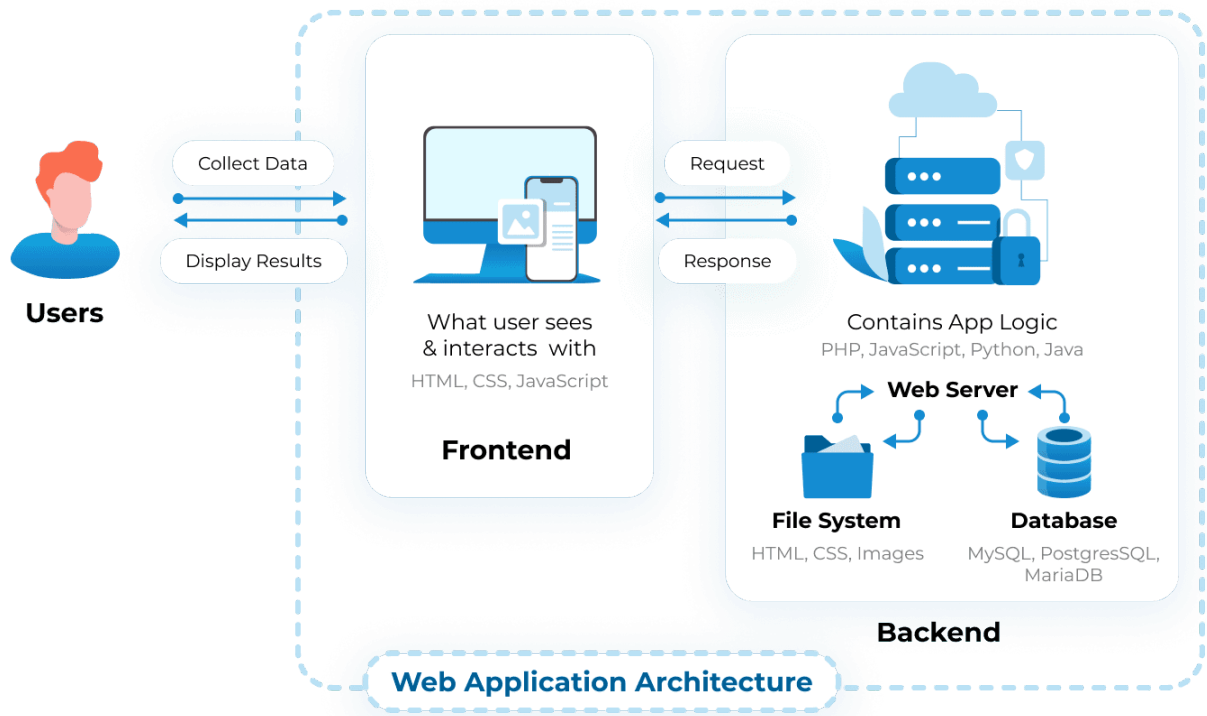 Collect Data
Display Results
Users
What user sees
& interacts with
HTML, CSS, JavaScript
Frontend
Request
Response
Contains App Logic
PHP, JavaScript, Python, Java
Web Server
File System
HTML, CSS, Images
Database
MySQL, PostgresSQL,
MariaDB
Backend
Web Application Architecture